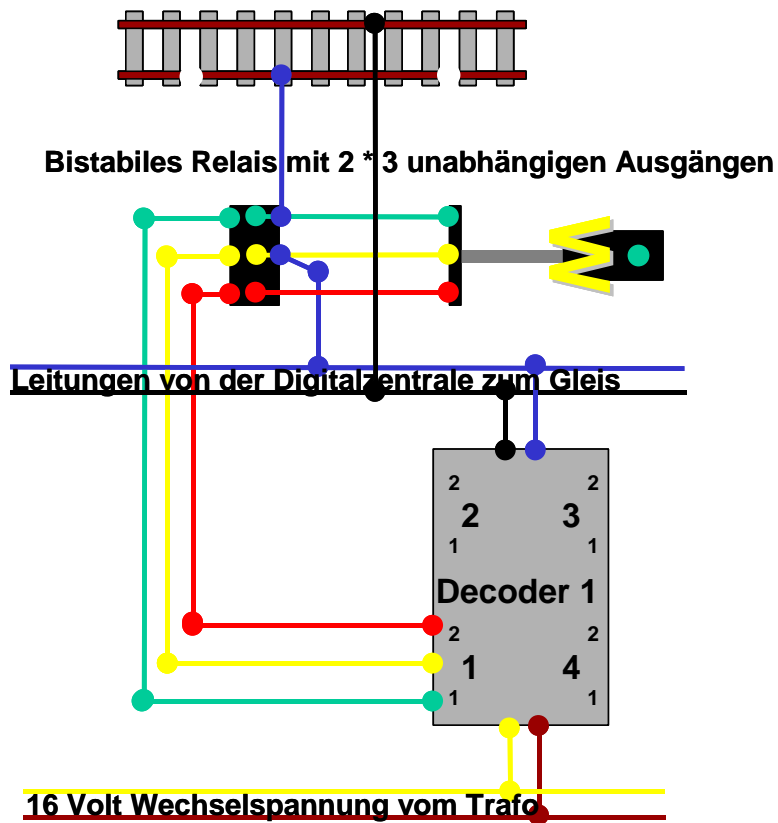 Bistabiles Relais mit 2 * 3 unabhängigen Ausgängen
W
Leitungen von der Digitalzentrale zum Gleis
2 2
2 3
1 1
Decoder 1
2 2
1 4
1 1
16 Volt Wechselspannung vom Trafo